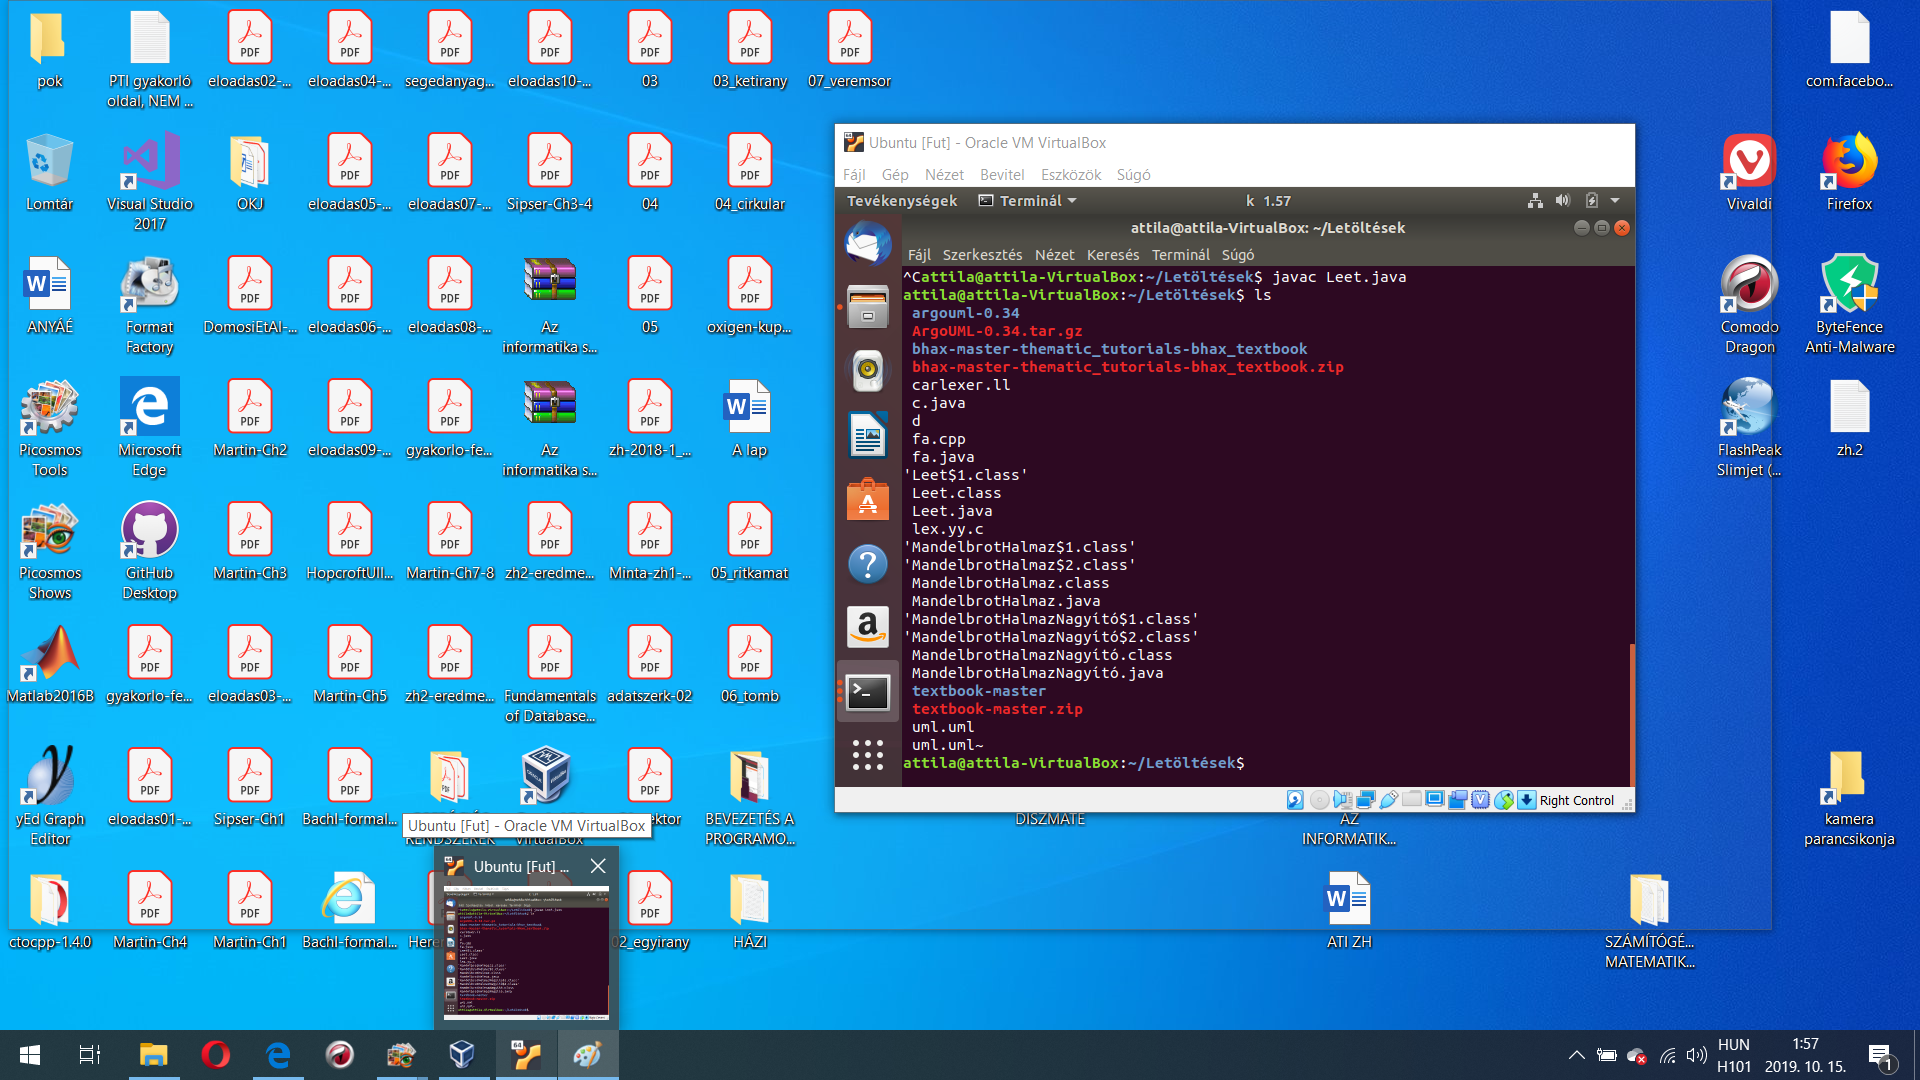 pok
PTI gyakorló
oldal, NEM ...
eloadas02-...
eloadas04-...
segedanyag...
eloadas10-...
03
03_ketirany
07_veremsor
com.facebo...
Lomtár
Visual Studio
2017
OKJ
eloadas05-...
eloadas07-...
Sipser-Ch3-4
04
04_cirkular
Vivaldi
Firefox
ANYÁÉ
Format
Factory
DomosiEtAl-...
eloadas06-...
eloadas08-...
Az
informatika s...
05
oxigen-kup...
Comodo
Dragon
ByteFence
Anti-Malware
Picosmos
Tools
Microsoft
Edge
Martin-Ch2
eloadas09-...
gyakorlo-fe...
Az
informatika s...
zh-2018-1_...
A lap
FlashPeak
Slimjet (...
zh.2
Picosmos
Shows
GitHub
Desktop
Martin-Ch3
HopcroftUll...
Martin-Ch7-8
zh2-eredme...
Minta-zh1-...
05_ritkamat
Matlab2016B
gyakorlo-fe...
eloadas03-...
Martin-Ch5
zh2-eredme...
Fundamentals
of Database...
adatszerk-02
06_tomb
yEd Graph
Editor
eloadas01-...
Sipser-Ch1
Bachl-formal...
BEVEZETÉS A
PROGRAMO...
DISZMATE
AZ
INFORMATIK...
kamera
parancsikonja
ctocpp-1.4.0
Martin-Ch4
Martin-Ch1
Bachl-formal...
HÁZI
ATI ZH
SZÁMÍTÓGÉ...
MATEMATIK...
Ubuntu [Fut] - Oracle VM VirtualBox
Fájl Gép Nézet Bevitel Eszközök Súgó
Tevékenységek Terminál k 1.57
attila@attila-VirtualBox: ~/Letöltések
Fájl Szerkesztés Nézet Keresés Terminál Súgó
^Cattila@attila-VirtualBox:~/Letöltések$ javac Leet.java
attila@attila-VirtualBox:~/Letöltések$ ls
argouml-0.34
ArgoUML-0.34.tar.gz
bhax-master-thematic_tutorials-bhax_textbook
bhax-master-thematic_tutorials-bhax_textbook.zip
carlexer.ll
c.java
d
fa.cpp
fa.java
'Leet$1.class'
Leet.class
Leet.java
lex.yy.c
'MandelbrotHalmaz$1.class'
'MandelbrotHalmaz$2.class'
MandelbrotHalmaz.class
MandelbrotHalmaz.java
'MandelbrotHalmazNagyító$1.class'
'MandelbrotHalmazNagyító$2.class'
MandelbrotHalmazNagyító.class
MandelbrotHalmazNagyító.java
textbook-master
textbook-master.zip
uml.uml
uml.uml~
attila@attila-VirtualBox:~/Letöltések$
Right Control
Ubuntu [Fut] - Oracle VM VirtualBox
Ubuntu [Fut] ...
HUN
H101
1:57
2019. 10. 15.
1